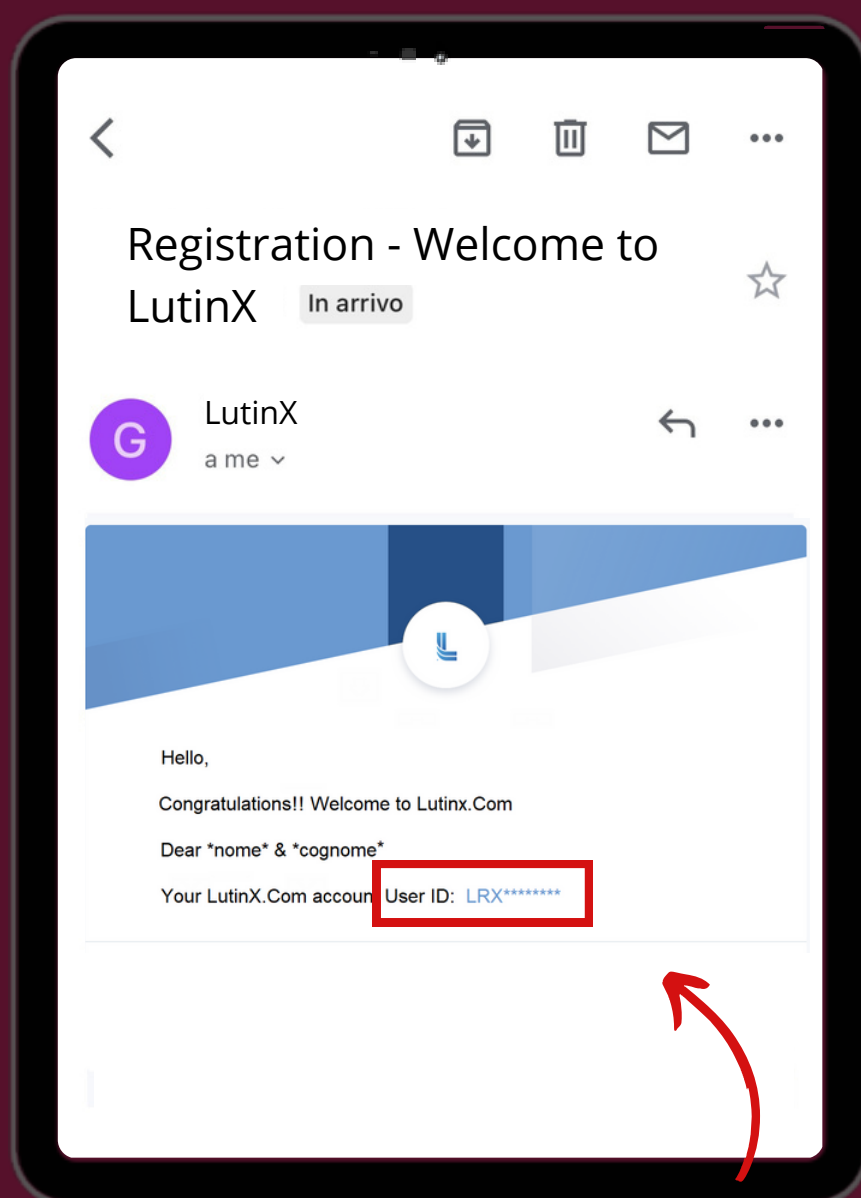 Registration - Welcome to
LutinX In arrivo
G
LutinX
a me
L
Hello,
Congratulations!! Welcome to Lutinx.Com
Dear *nome* & *cognome*
Your LutinX.Com accoun User ID: LRX********